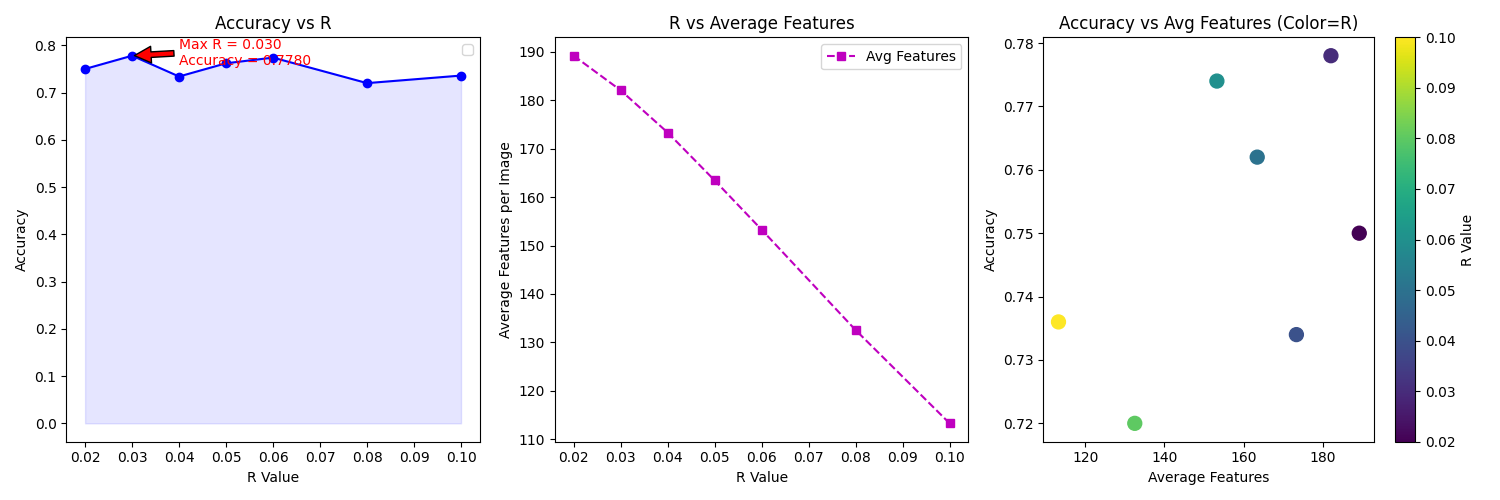 Accuracy vs R
Max R = 0.030
Accuracy = 0.7780
0.8
0.7
0.6
0.5
0.4
0.3
0.2
0.1
0.0
Accuracy
0.02 0.03 0.04 0.05 0.06 0.07 0.08 0.09 0.10
R Value
R vs Average Features
Avg Features
190
180
170
160
150
140
130
120
110
Average Features per Image
0.02 0.03 0.04 0.05 0.06 0.07 0.08 0.09 0.10
R Value
Accuracy vs Avg Features (Color=R)
0.78
0.77
0.76
0.75
0.74
0.73
0.72
Accuracy
120 140 160 180
Average Features
0.10
0.09
0.08
0.07
0.06
0.05
0.04
0.03
0.02
R Value